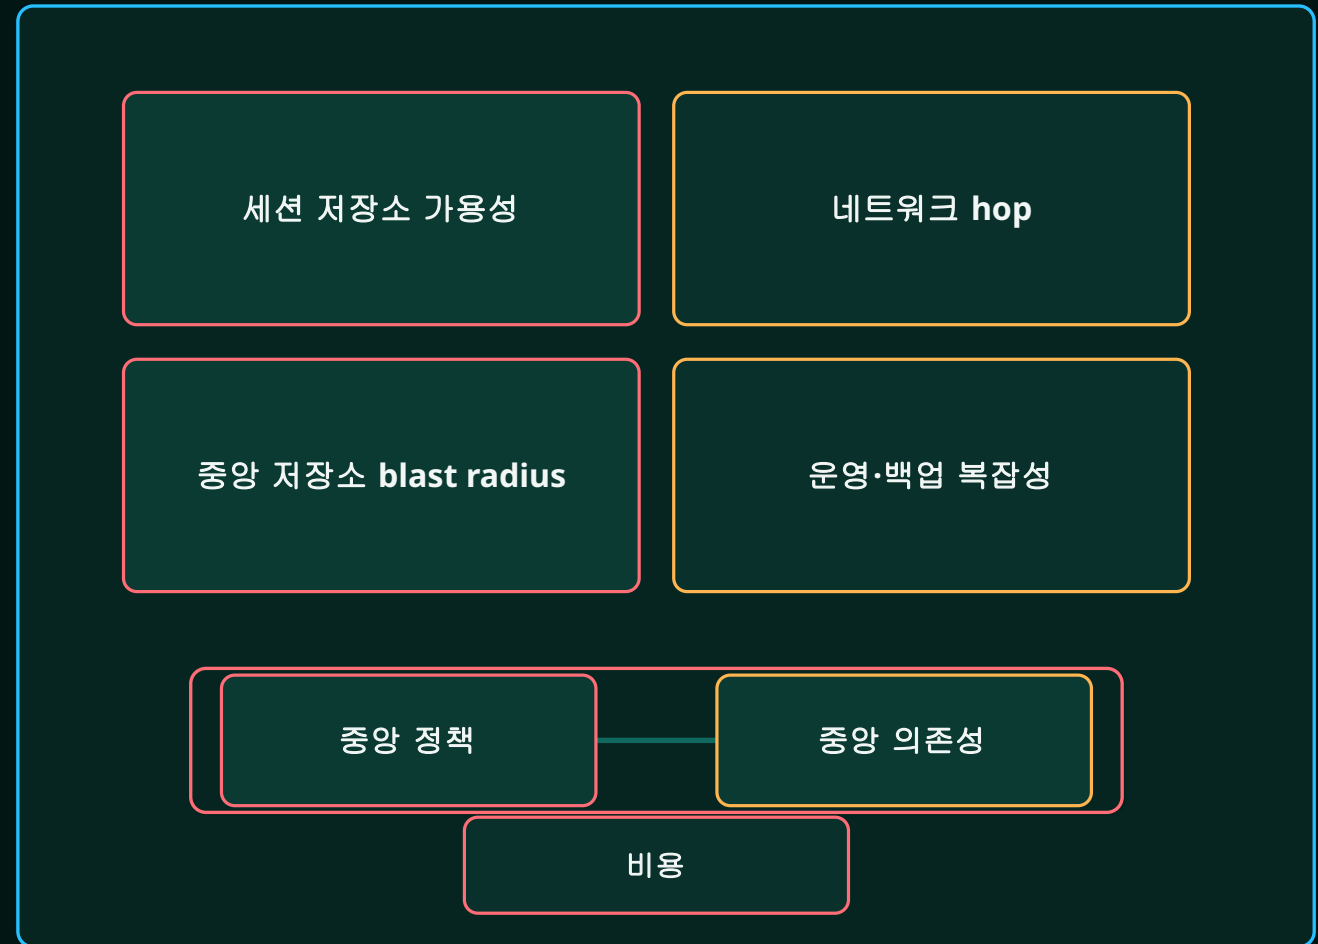 세션 저장소 가용성
네트워크 hop
중앙 저장소 blast radius
운영·백업 복잡성
중앙 정책
중앙 의존성
비용